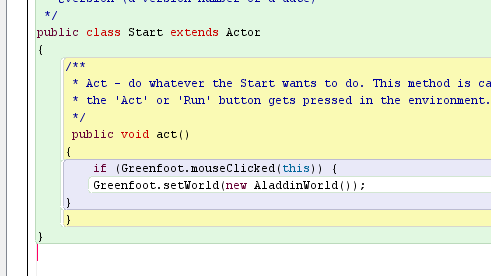 (a version number or a date)
*/
public class Start extends Actor
{
/**
* Act - do whatever the Start wants to do. This method is ca
* the 'Act' or 'Run' button gets pressed in the environment.
*/
public void act()
{
if (Greenfoot.mouseClicked(this)) {
Greenfoot.setWorld(new AladdinWorld());
}
}
}